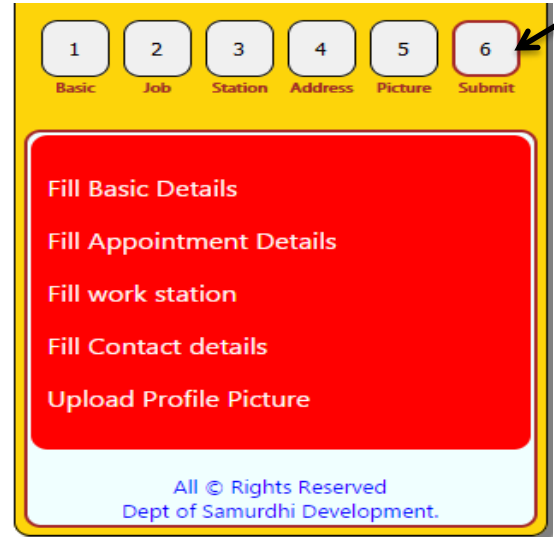 1 2 3 4 5 6
Basic Job Station Address Picture Submit
Fill Basic Details
Fill Appointment Details
Fill work station
Fill Contact details
Upload Profile Picture
All © Rights Reserved
Dept of Samurdhi Development.